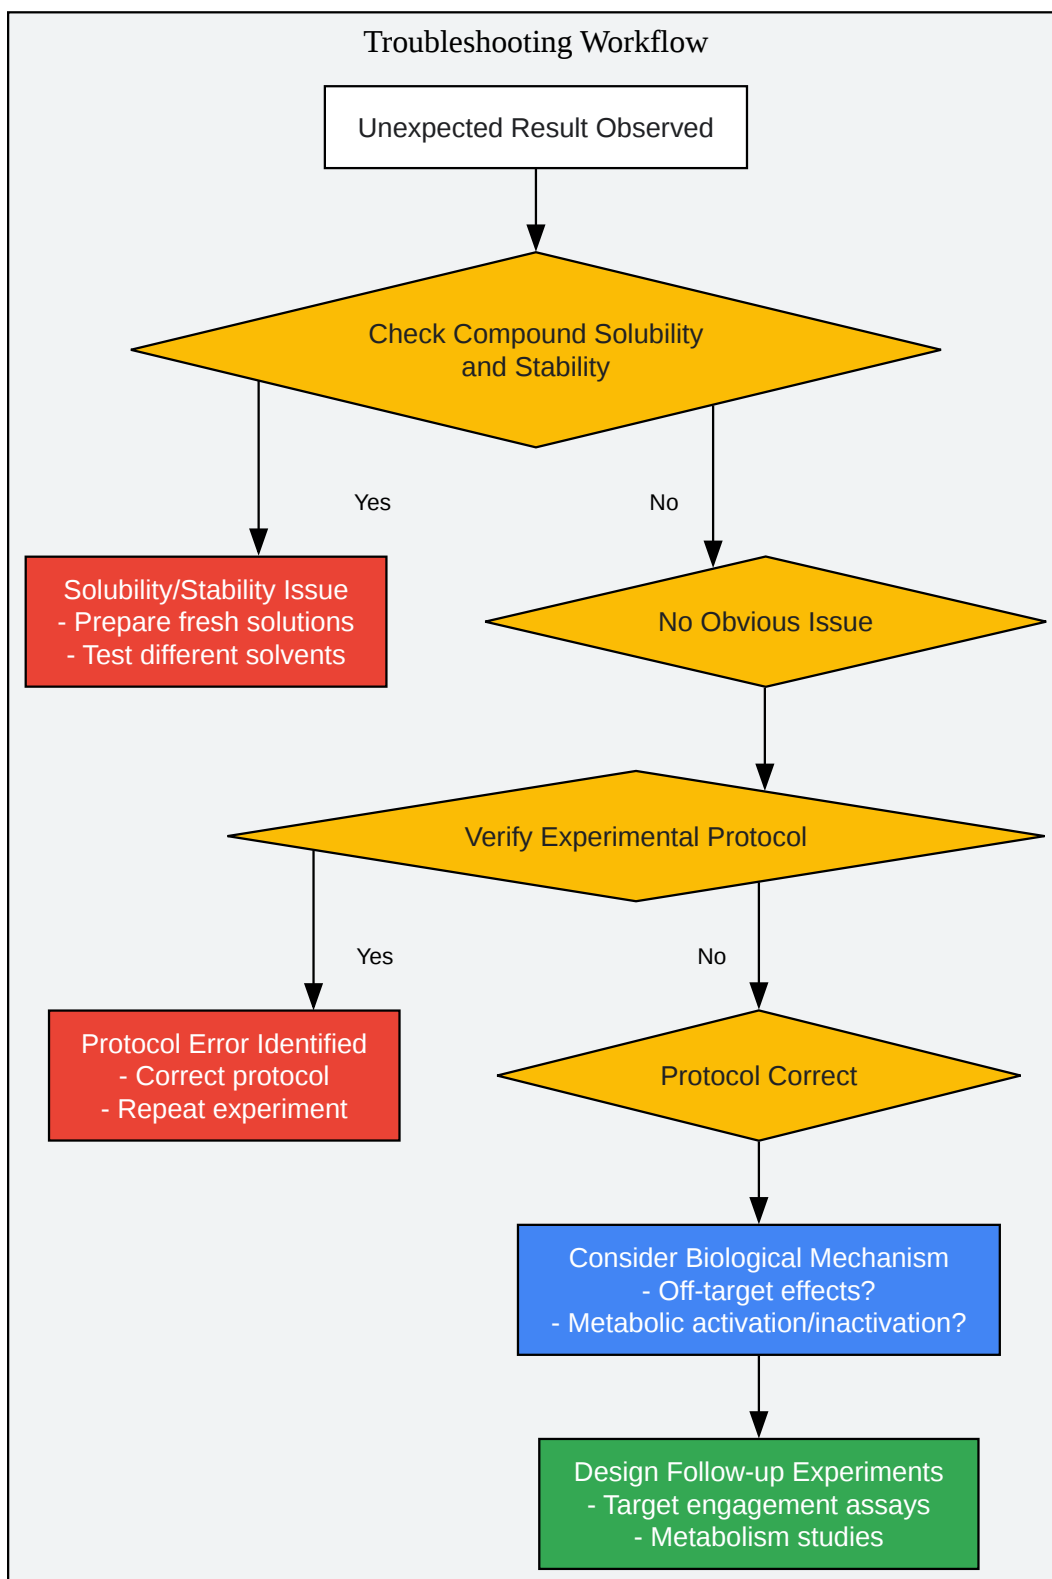 Troubleshooting Workflow
Unexpected Result Observed
Check Compound Solubility
and Stability
Yes
No
Solubility/Stability Issue
- Prepare fresh solutions
- Test different solvents
No Obvious Issue
Verify Experimental Protocol
Yes
No
Protocol Error Identified
- Correct protocol
- Repeat experiment
Protocol Correct
Consider Biological Mechanism
- Off-target effects?
- Metabolic activation/inactivation?
Design Follow-up Experiments
- Target engagement assays
- Metabolism studies